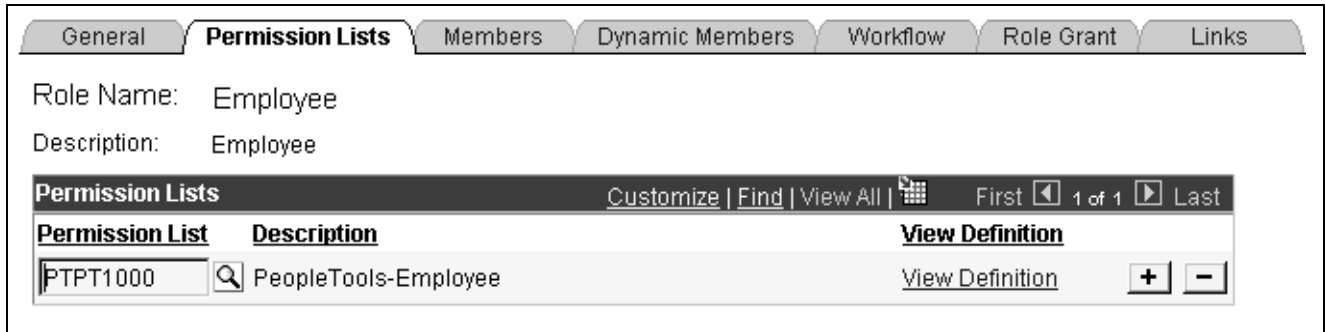 General Permission Lists Members Dynamic Members Workflow Role Grant Links
Role Name: Employee
Description: Employee
Permission Lists Customize | Find | View All | First 1 of 1 Last
Permission List Description View Definition
PTPT1000 PeopleTools-Employee View Definition + −